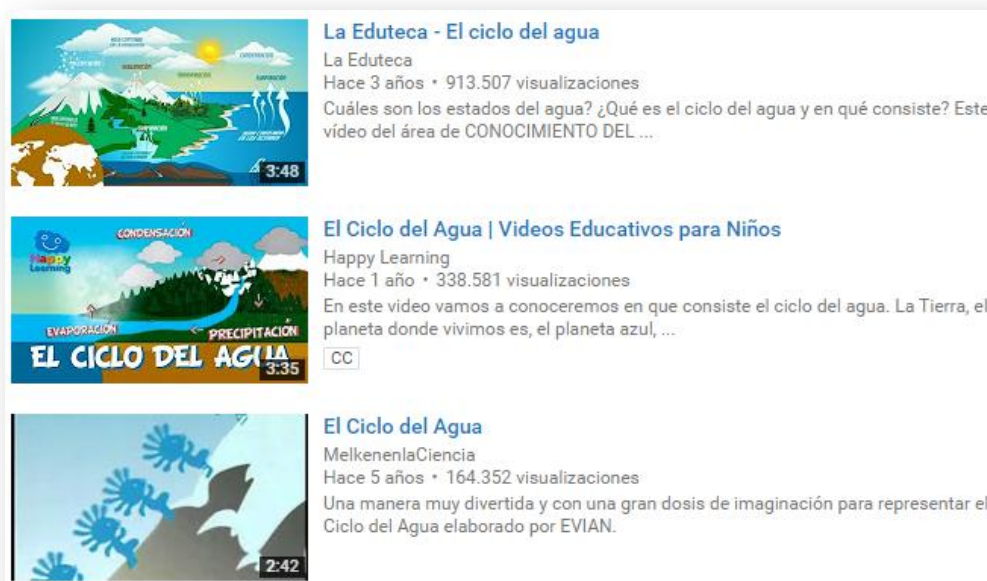 La Eduteca - El ciclo del agua
La Eduteca
Hace 3 años • 913.507 visualizaciones
Cuáles son los estados del agua? ¿Qué es el ciclo del agua y en qué consiste? Este
vídeo del área de CONOCIMIENTO DEL ...
3:48
El Ciclo del Agua | Videos Educativos para Niños
Happy Learning
Hace 1 año • 338.581 visualizaciones
En este video vamos a conoceremos en que consiste el ciclo del agua. La Tierra, el
planeta donde vivimos es, el planeta azul, ...
CC
Happy
Learning
CONDENSACIÓN
EVAPORACIÓN
PRECIPITACIÓN
EL CICLO DEL AGUA
3:35
El Ciclo del Agua
MelkenenlaCiencia
Hace 5 años • 164.352 visualizaciones
Una manera muy divertida y con una gran dosis de imaginación para representar el
Ciclo del Agua elaborado por EVIAN.
2:42